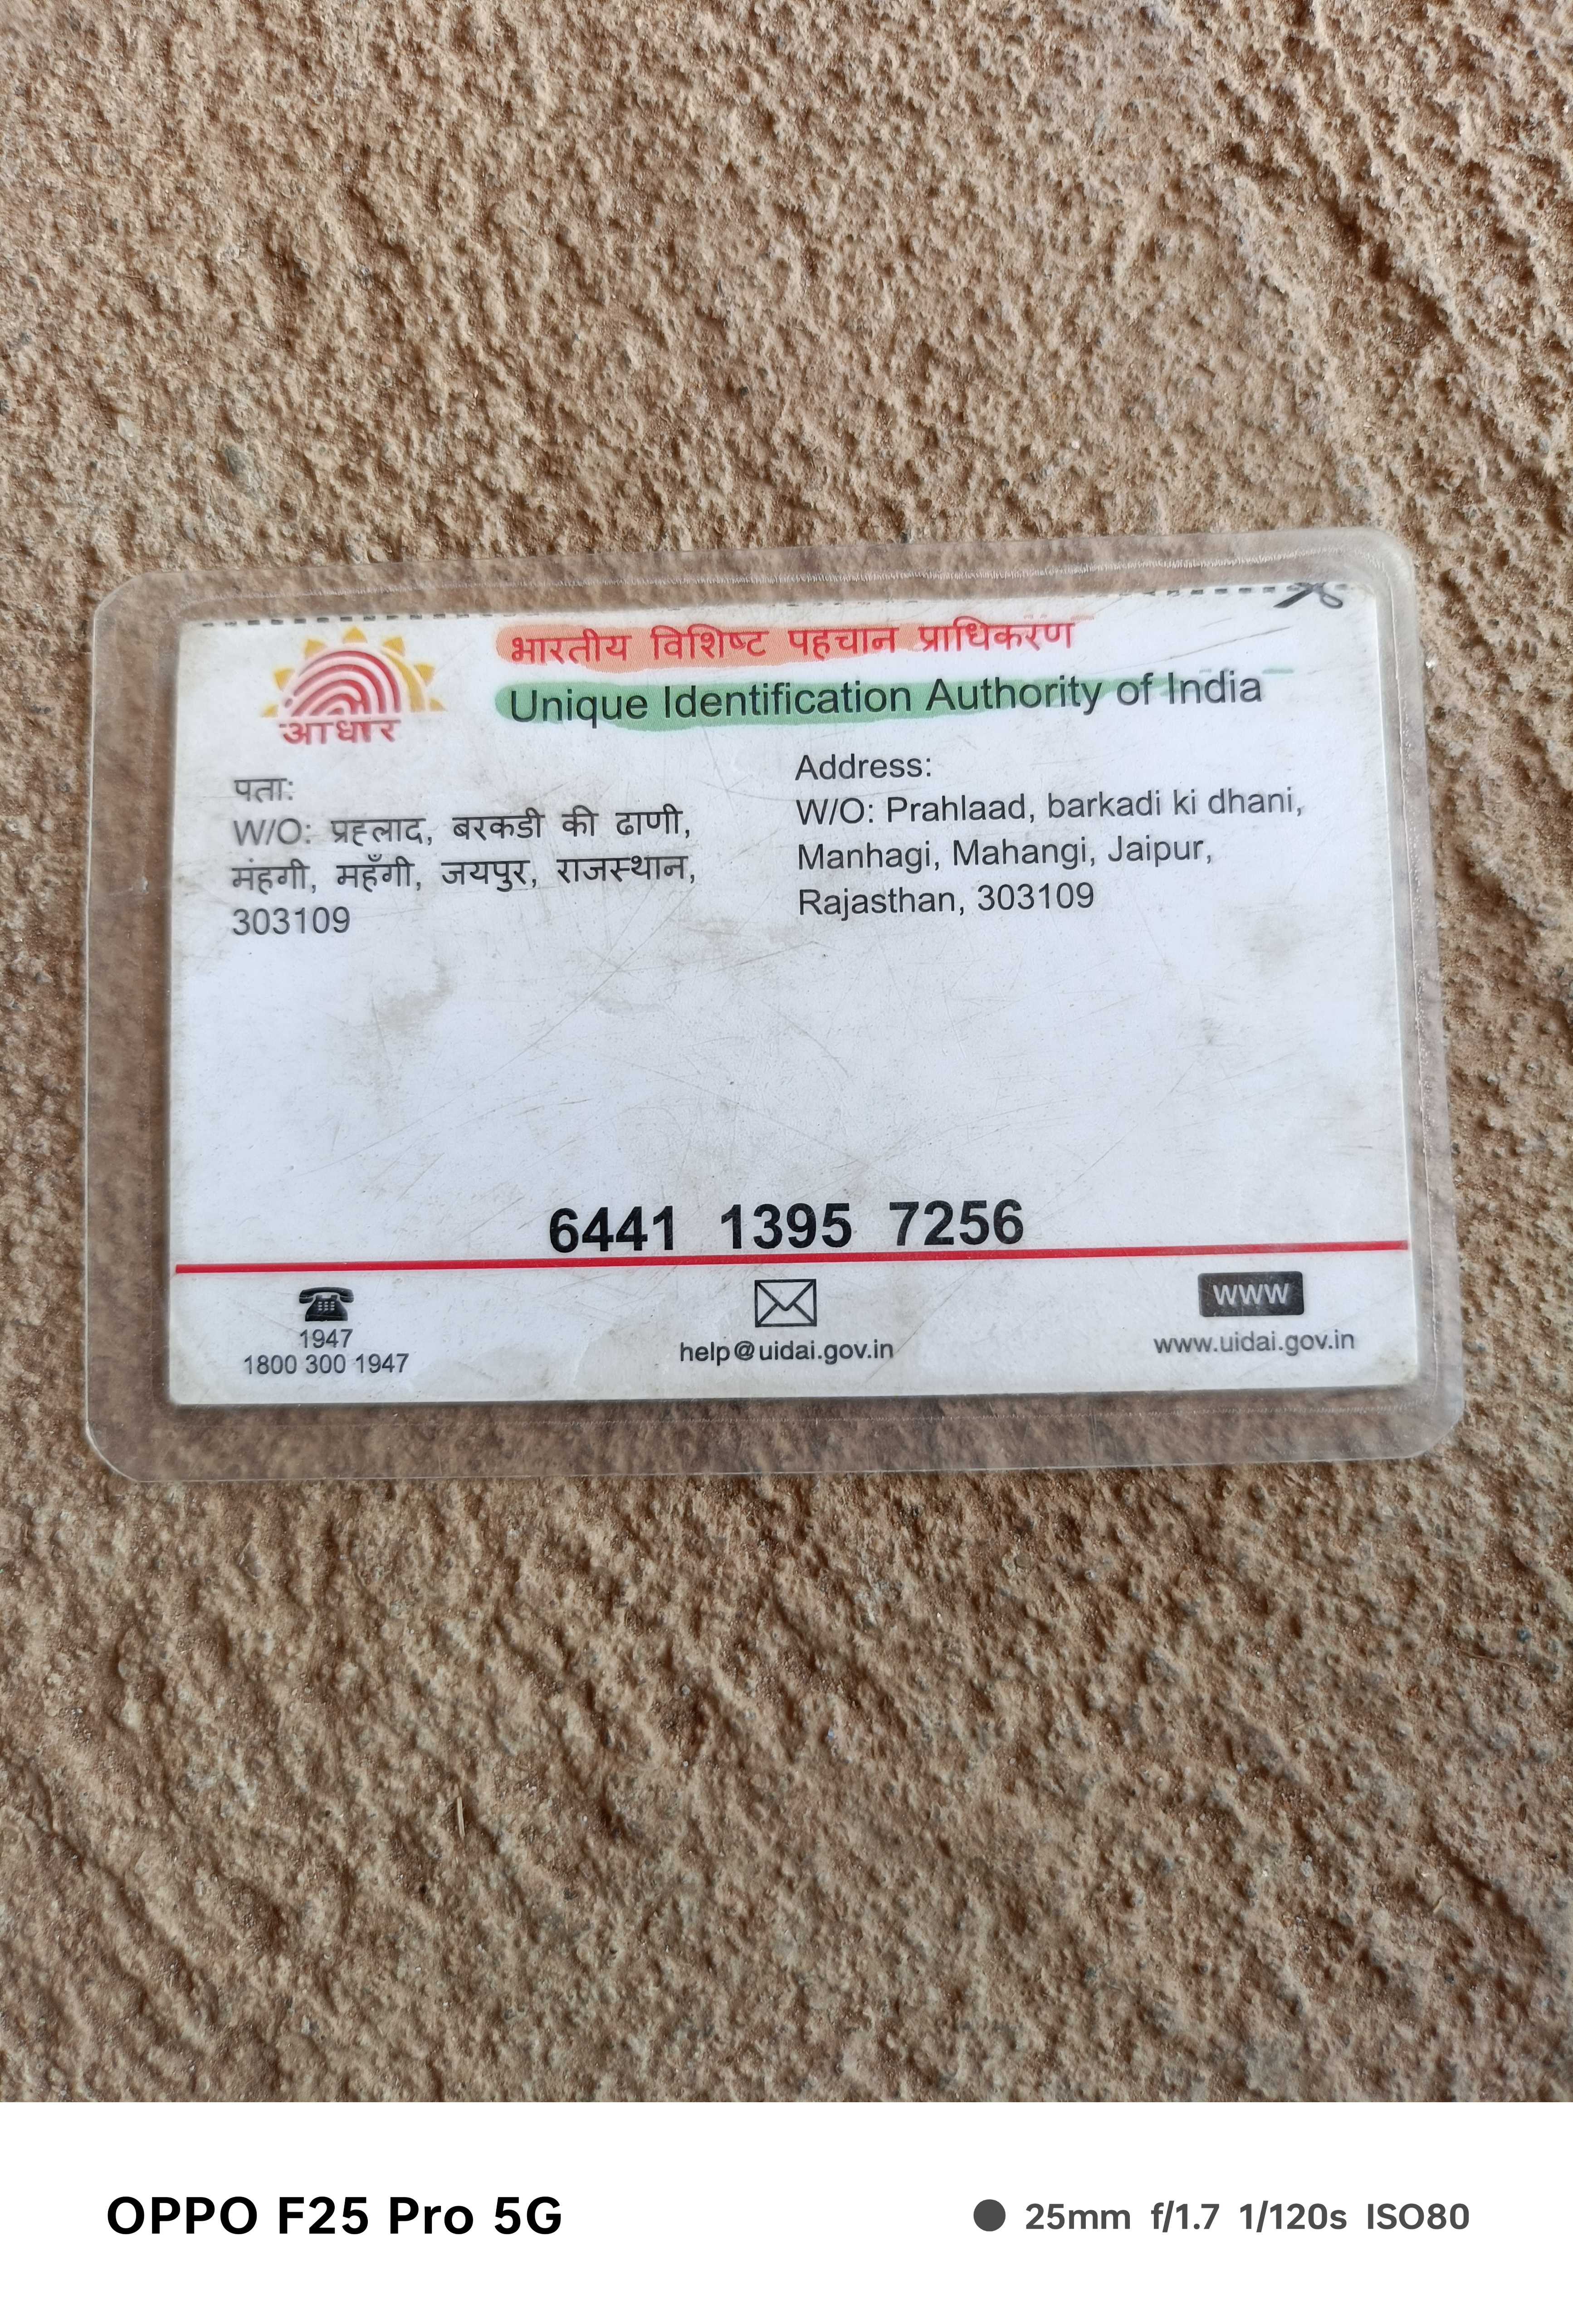 भारतीय विशिष्ट पहचान प्राधिकरण
Unique Identification Authority of India
आधार
पता:
W/O: प्रहलाद, बरकडी की ढाणी,
मंहगी, महँगी, जयपुर, राजस्थान,
303109
Address:
W/O: Prahlaad, barkadi ki dhani,
Manhagi, Mahangi, Jaipur,
Rajasthan, 303109
6441 1395 7256
1947
1800 300 1947
help@uidai.gov.in
WWW
www.uidai.gov.in
OPPO F25 Pro 5G
25mm f/1.7 1/120s ISO80